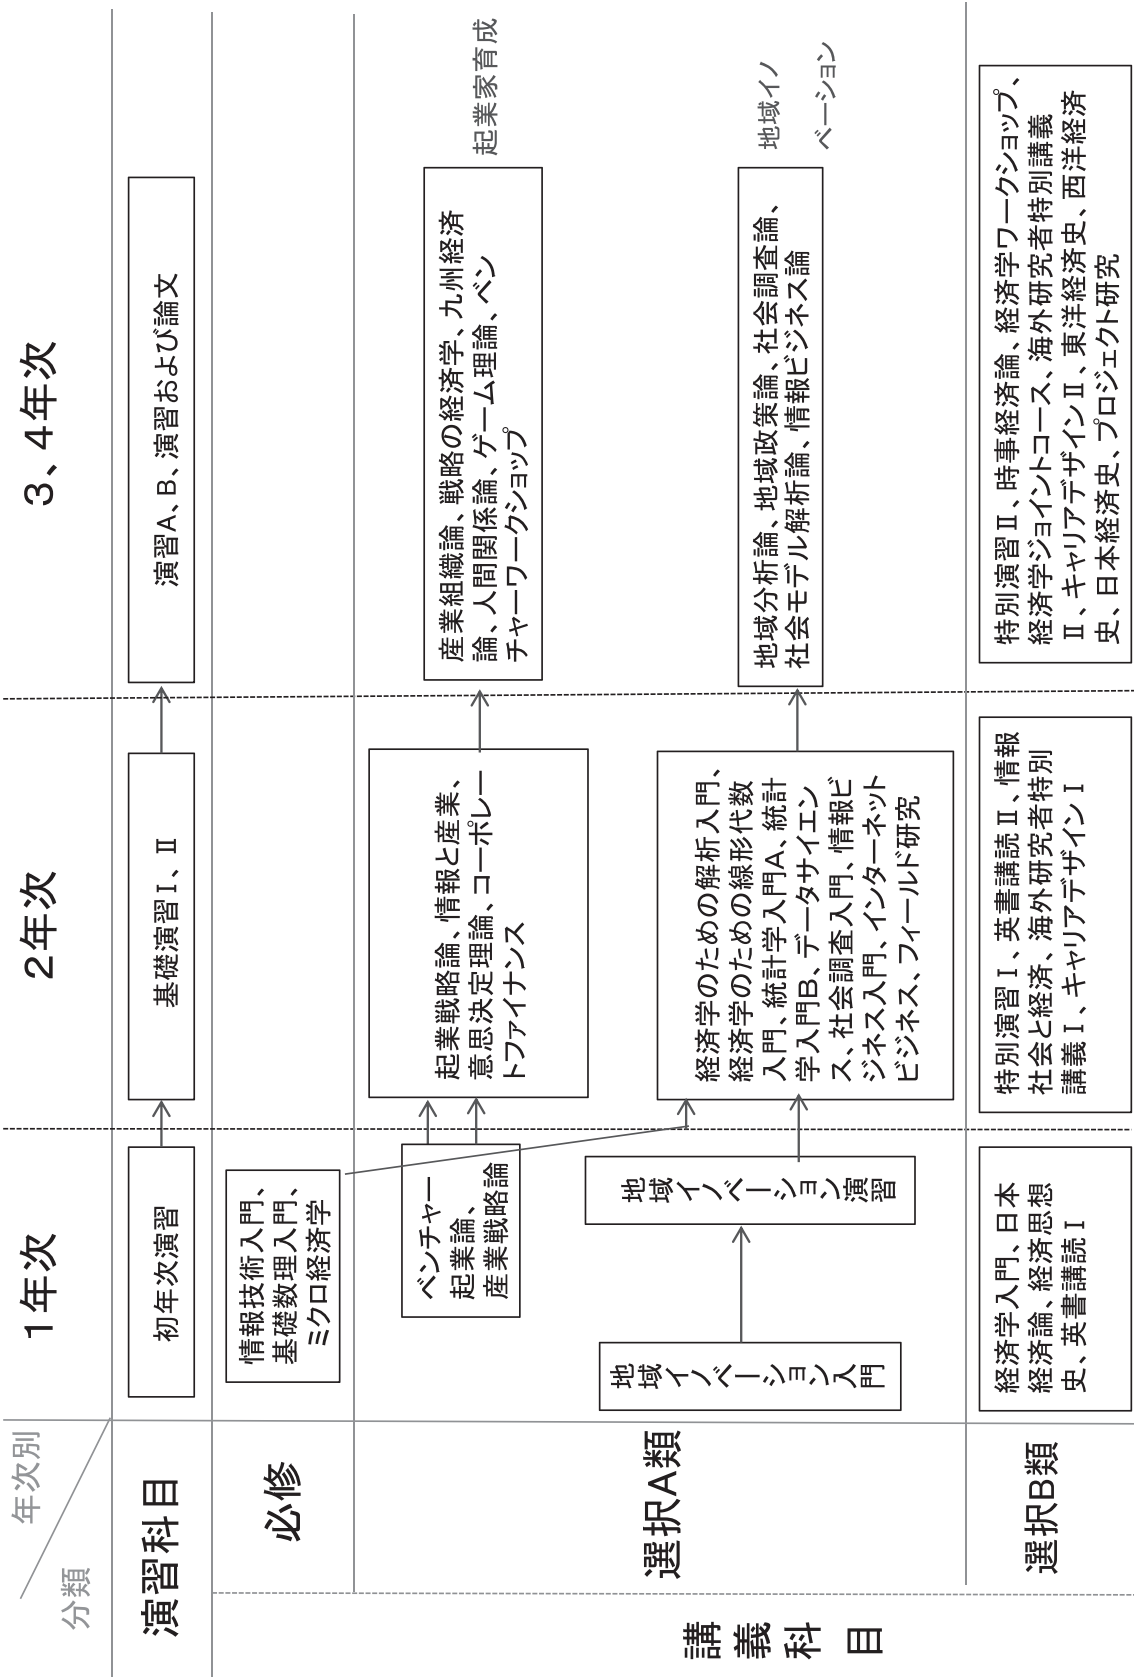 年次別
分類
1年次
2年次
3、4年次
演習科目
初年次演習
基礎演習Ⅰ、Ⅱ
演習A、B、演習および論文
講義科目
必修
情報技術入門、
基礎数理入門、
ミクロ経済学
選択A類
ベンチャー
起業論、
産業戦略論
起業戦略論、情報と産業、
意思決定理論、コーポレー
トファイナンス
産業組織論、戦略の経済学、九州経済
論、人間関係論、ゲーム理論、ベン
チャーワークショップ
起業家育成
地域イノベーション入門
地域イノベーション演習
経済学のための解析入門、
経済学のための線形代数
入門、統計学入門A、統計
学入門B、データサイエン
ス、社会調査入門、情報ビ
ジネス入門、インターネット
ビジネス、フィールド研究
地域分析論、地域政策論、社会調査論、
社会モデル解析論、情報ビジネス論
地域イノ
ベーション
選択B類
経済学入門、日本
経済論、経済思想
史、英書講読Ⅰ
特別演習Ⅰ、英書講読Ⅱ、情報
社会と経済、海外研究者特別
講義Ⅰ、キャリアデザインⅠ
特別演習Ⅱ、時事経済論、経済学ワークショップ、
経済学ジョイントコース、海外研究者特別講義
Ⅱ、キャリアデザインⅡ、東洋経済史、西洋経済
史、日本経済史、プロジェクト研究